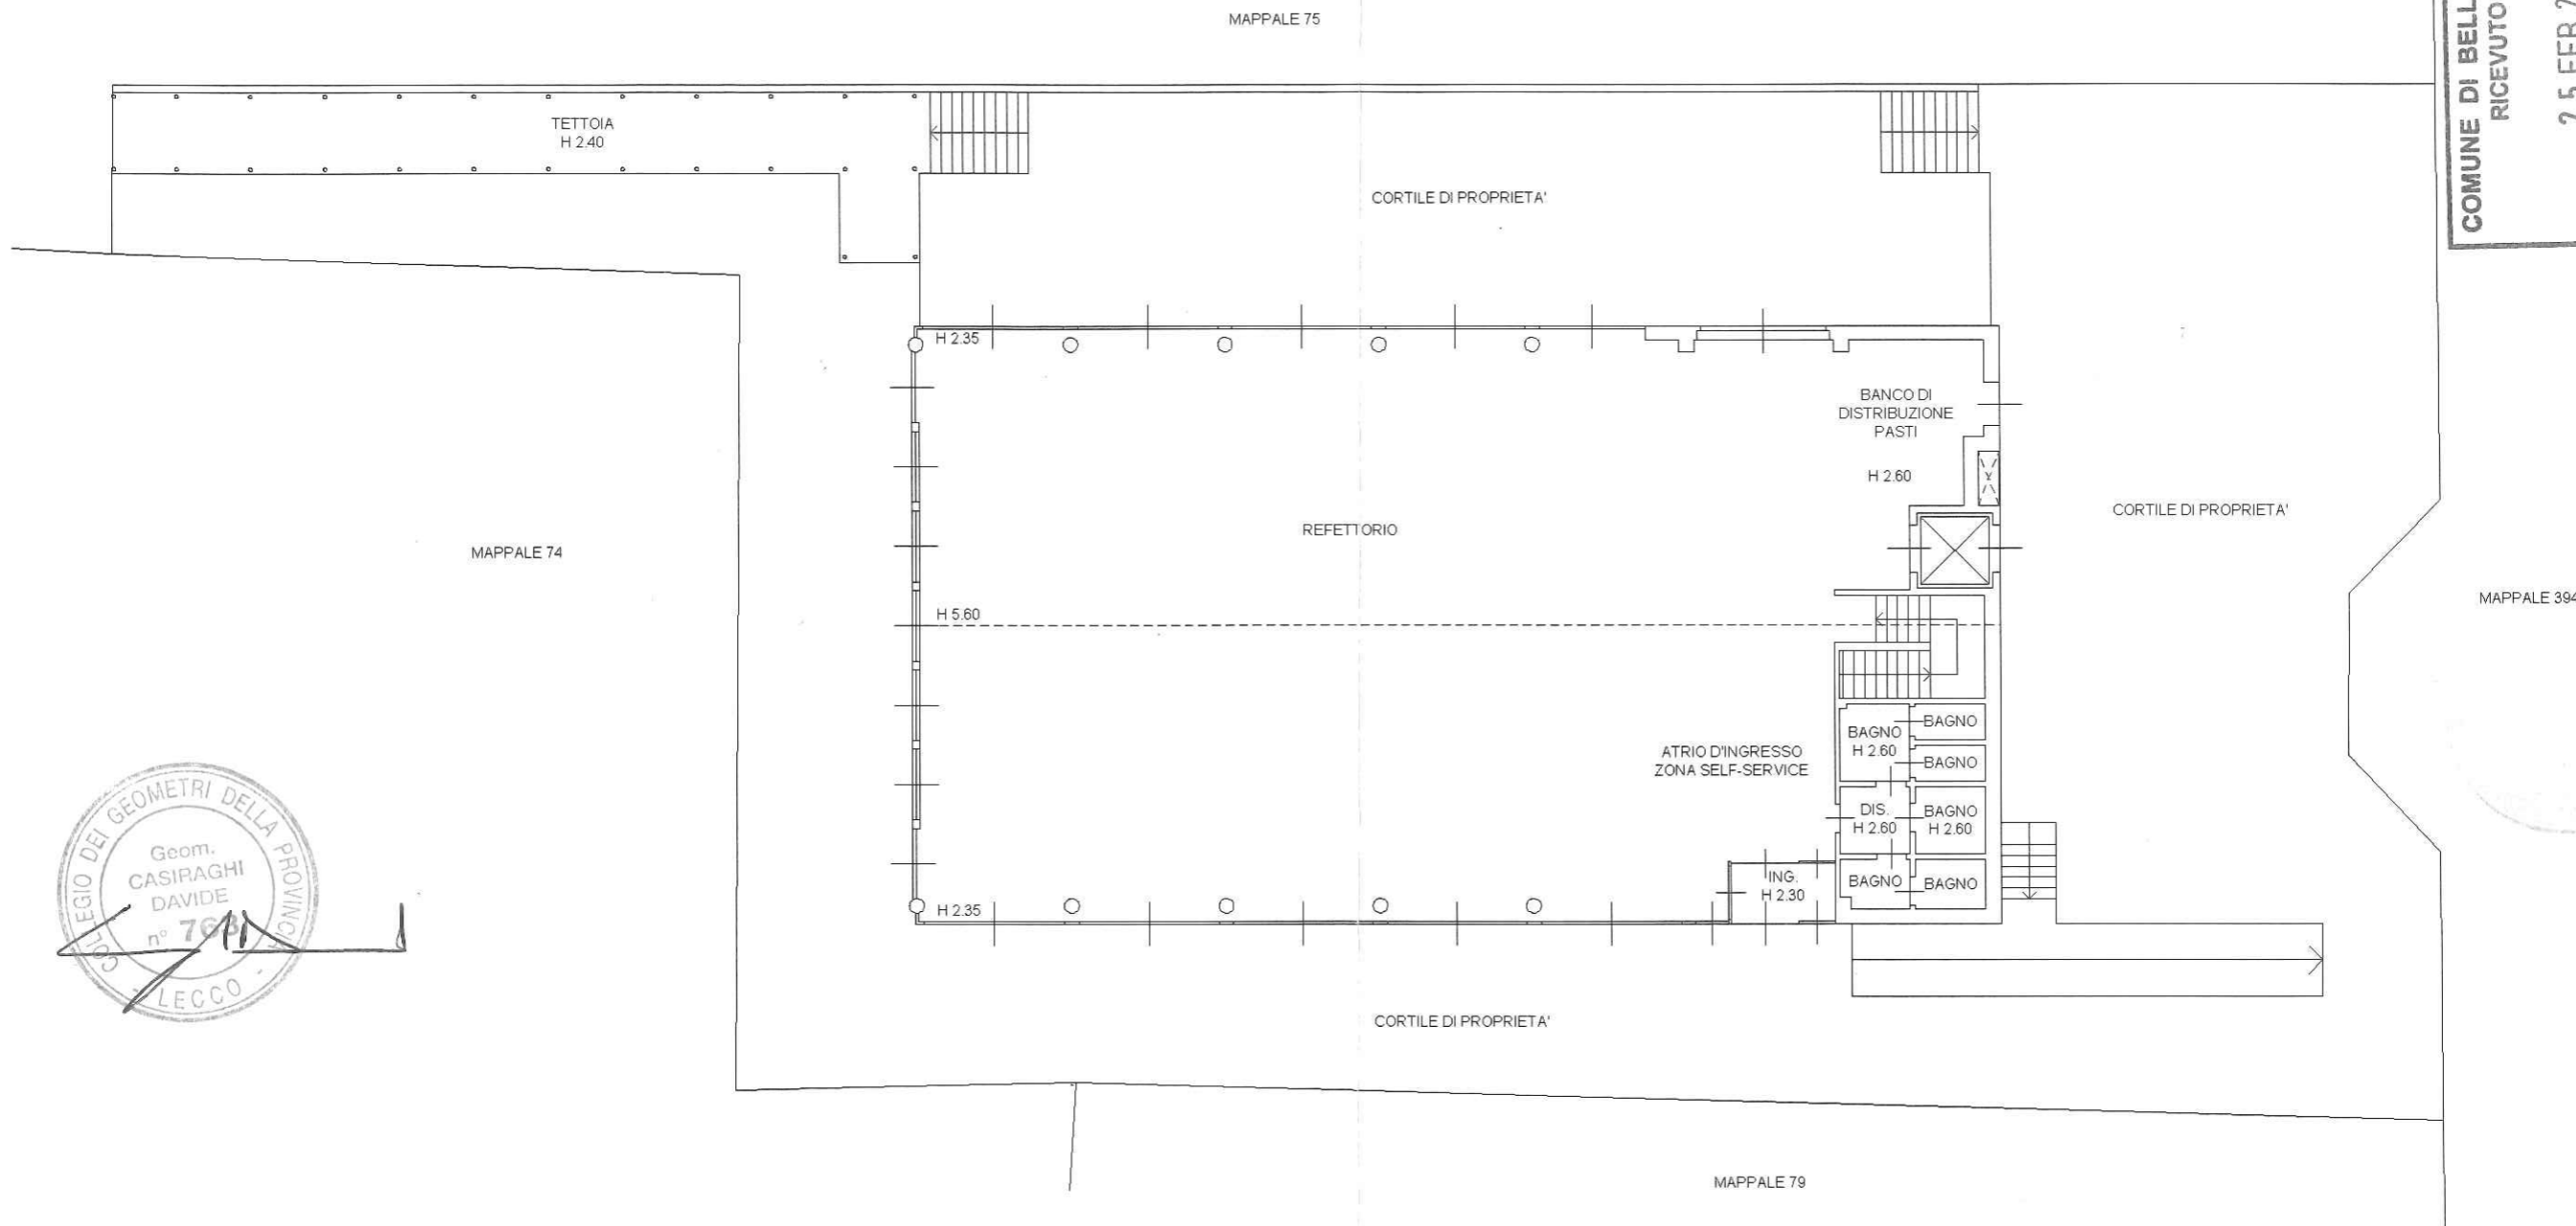 MAPPALE 75
COMUNE DI BELL
RICEVUTO
25 FEB
TETTOIA
H 2.40
CORTILE DI PROPRIETA'
H 2.35
BANCO DI
DISTRIBUZIONE
PASTI
H 2.60
REFETTORIO
CORTILE DI PROPRIETA'
MAPPALE 74
MAPPALE 394
H 5.60
ATRIO D'INGRESSO
ZONA SELF-SERVICE
BAGNO
H 2.60
BAGNO
BAGNO
DIS.
H 2.60
BAGNO
H 2.60
ING.
H 2.30
BAGNO
BAGNO
H 2.35
COLLEGIO DEI GEOMETRI DELLA PROVINCIA
- LECCO -
Geom.
CASIRAGHI
DAVIDE
n° 763
CORTILE DI PROPRIETA'
MAPPALE 79